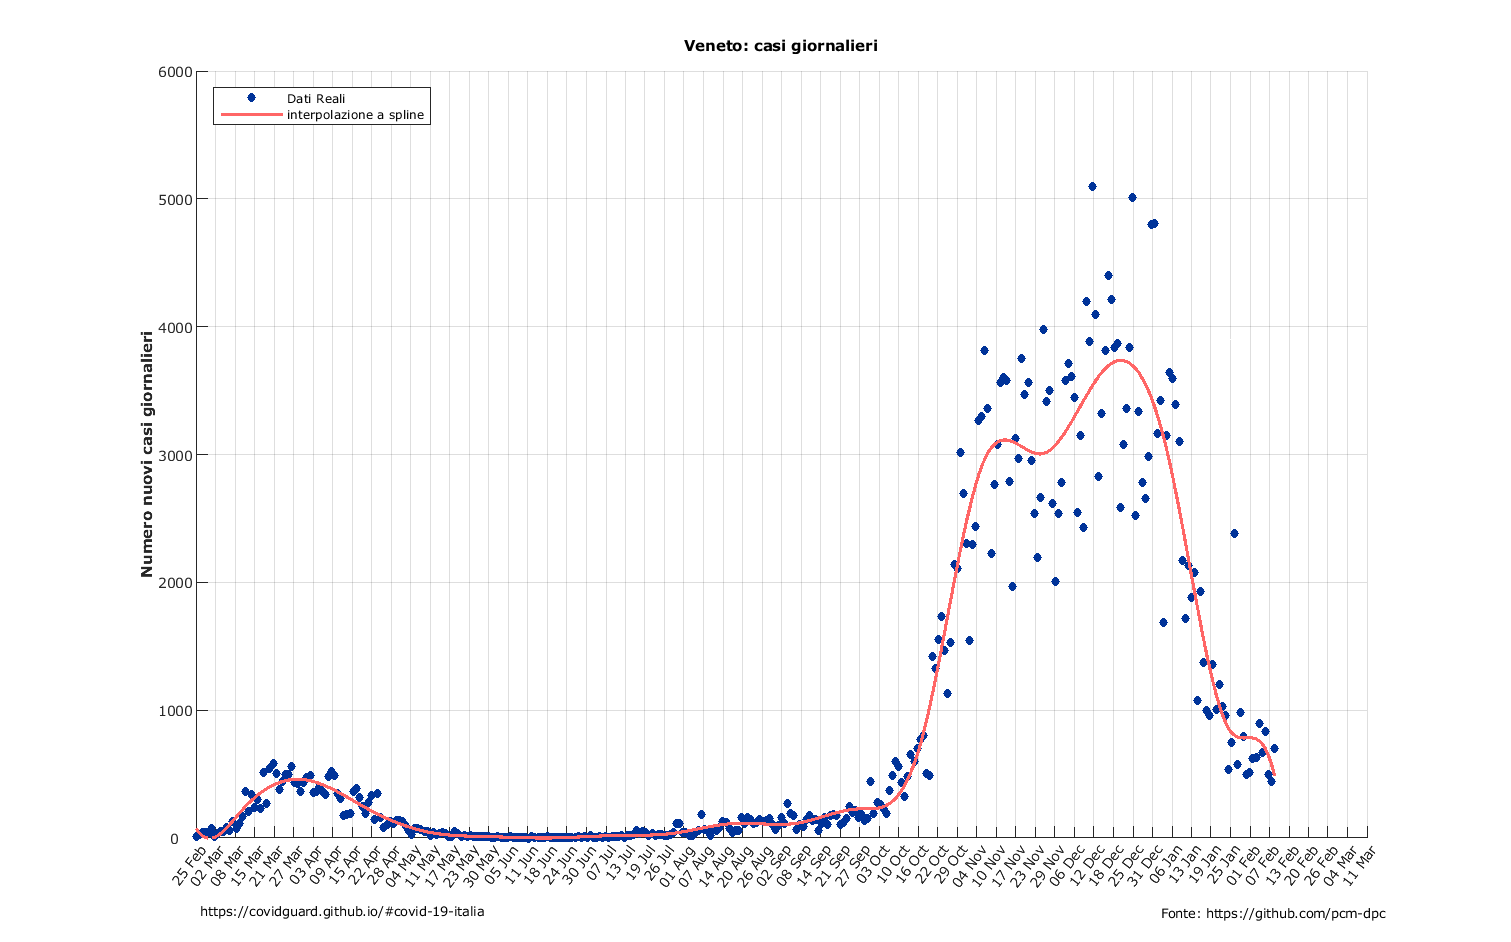 Veneto: casi giornalieri
6000
5000
4000
3000
2000
1000
0
Numero nuovi casi giornalieri
Dati Reali
interpolazione a spline
25 Feb
02 Mar
08 Mar
15 Mar
21 Mar
27 Mar
03 Apr
09 Apr
15 Apr
22 Apr
28 Apr
04 May
11 May
17 May
23 May
30 May
05 Jun
11 Jun
18 Jun
24 Jun
30 Jun
07 Jul
13 Jul
19 Jul
26 Jul
01 Aug
07 Aug
14 Aug
20 Aug
26 Aug
02 Sep
08 Sep
14 Sep
21 Sep
27 Sep
03 Oct
10 Oct
16 Oct
22 Oct
29 Oct
04 Nov
10 Nov
17 Nov
23 Nov
29 Nov
06 Dec
12 Dec
18 Dec
25 Dec
31 Dec
06 Jan
13 Jan
19 Jan
25 Jan
01 Feb
07 Feb
13 Feb
20 Feb
26 Feb
04 Mar
11 Mar
https://covidguard.github.io/#covid-19-italia
Fonte: https://github.com/pcm-dpc